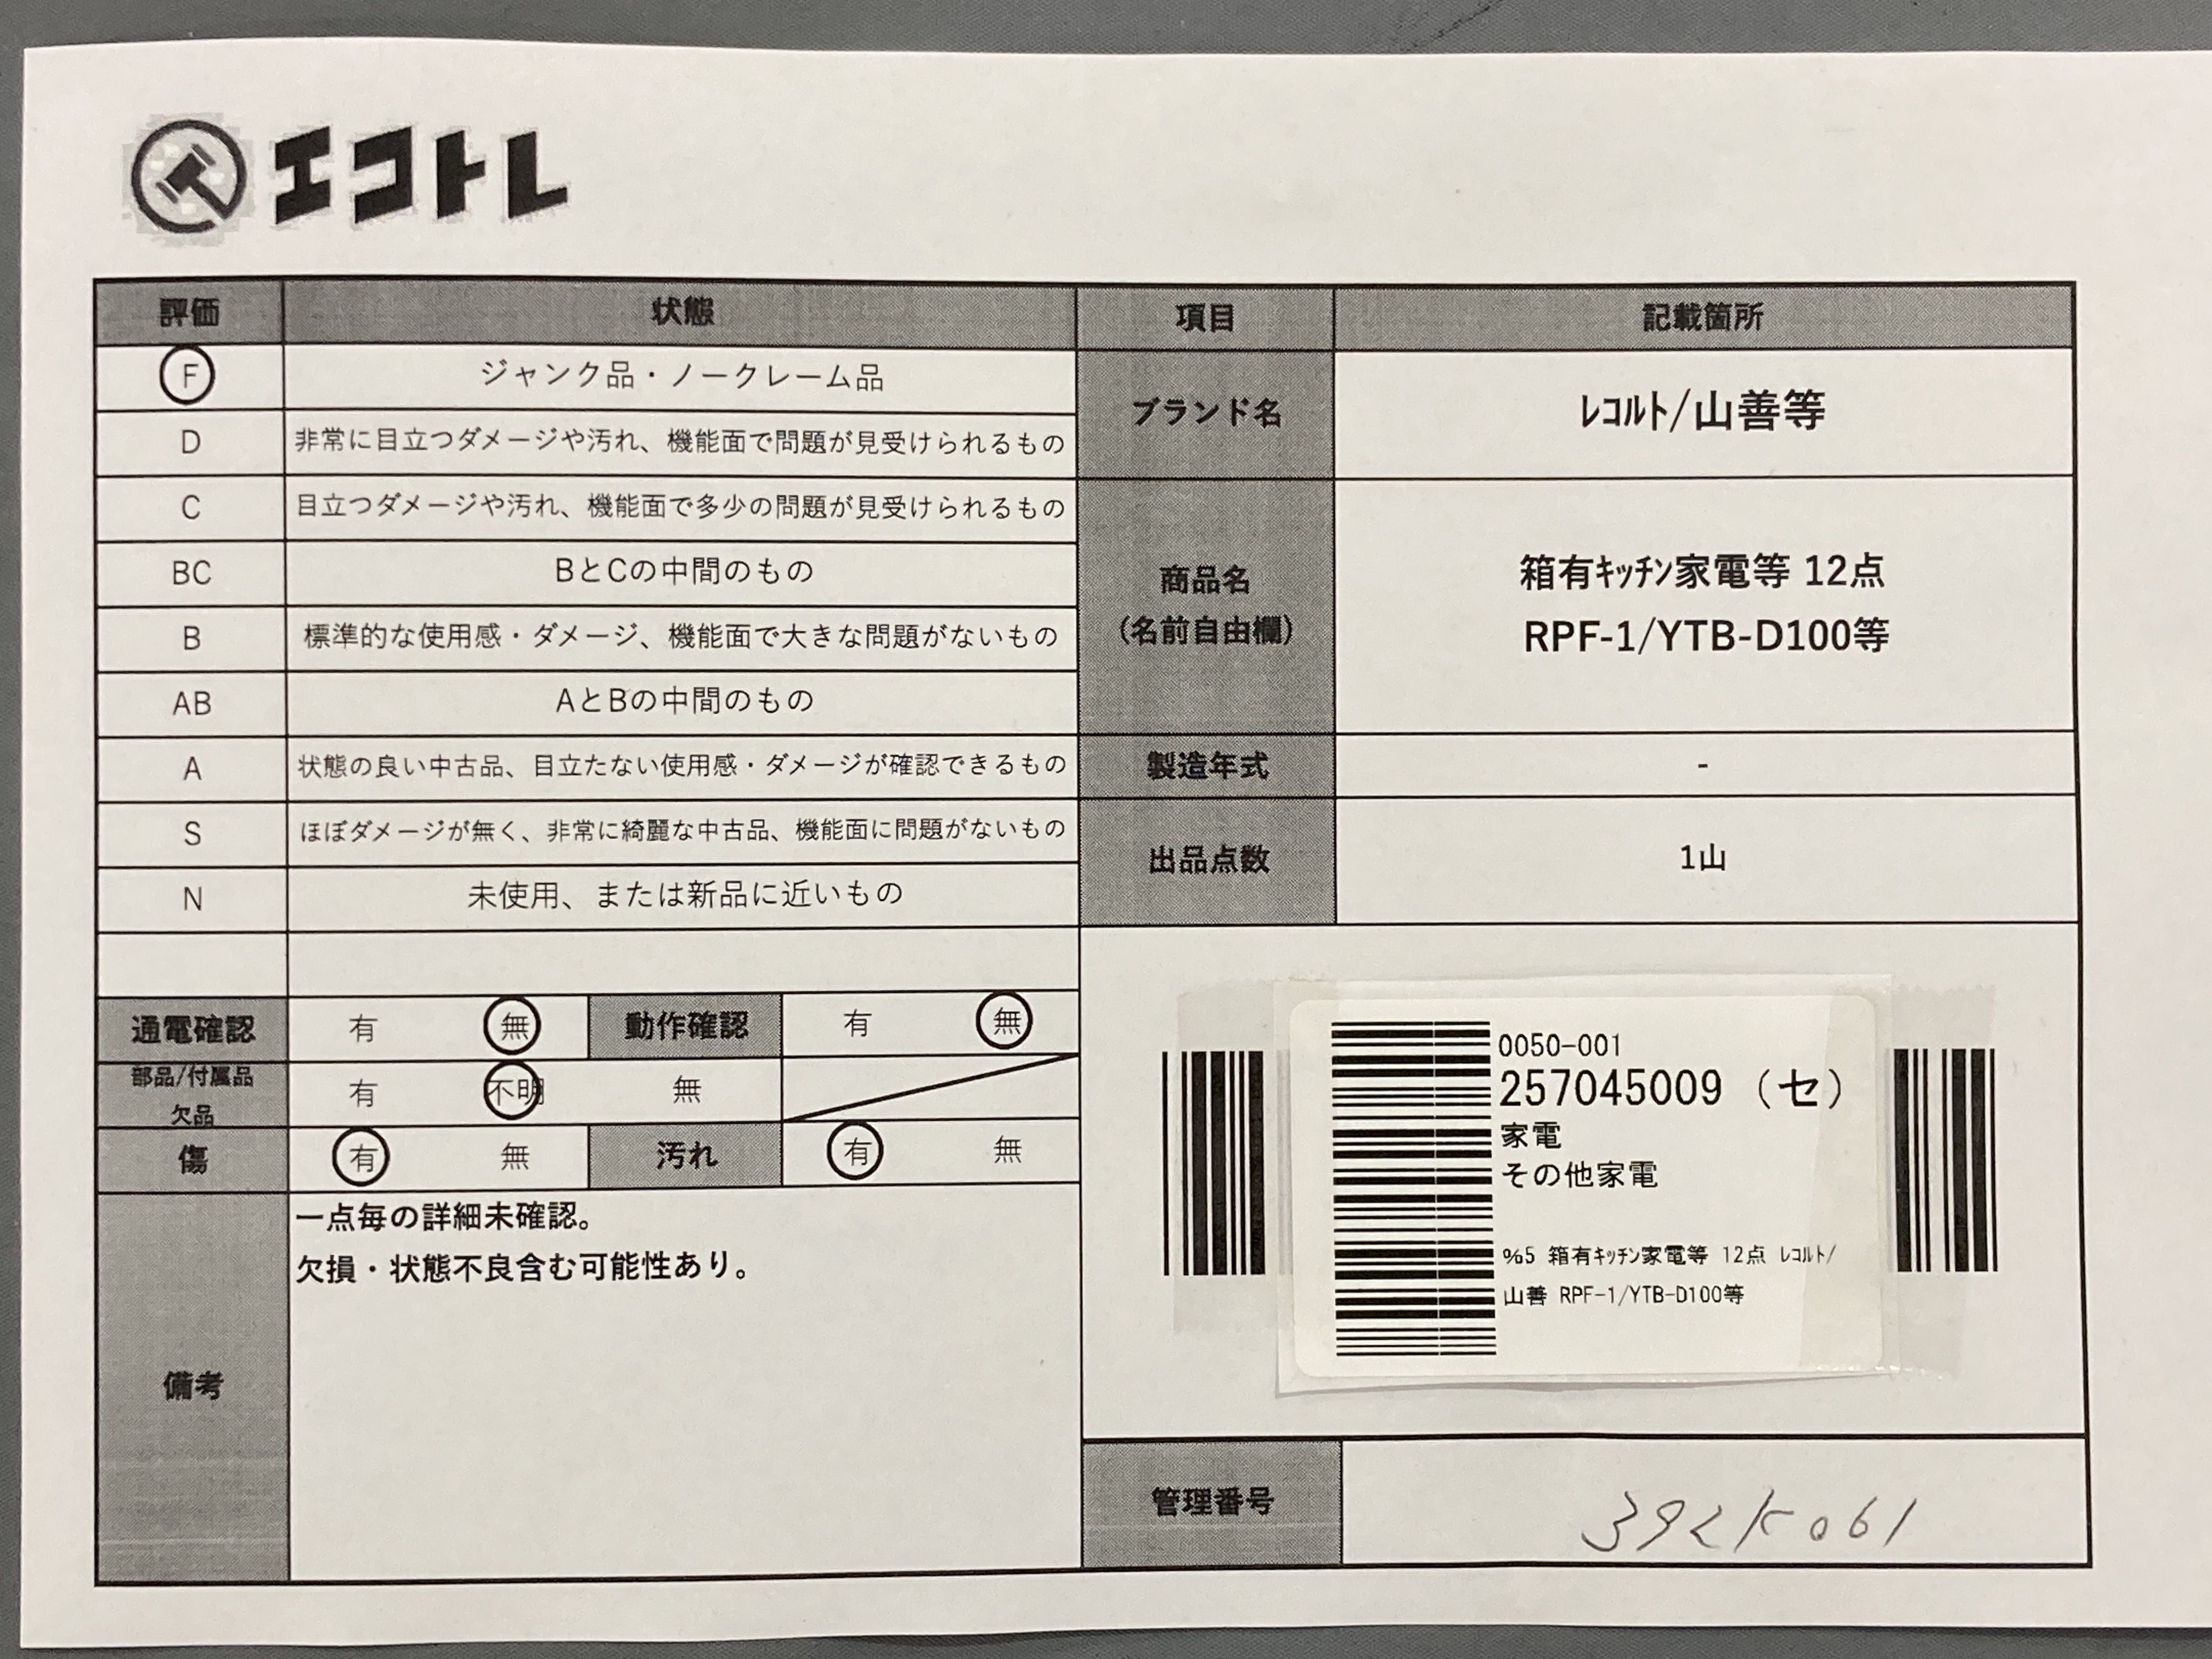 エコトレ
評価 状態 項目 記載箇所
F ジャンク品・ノークレーム品
D 非常に目立つダメージや汚れ、機能面で問題が見受けられるもの
C 目立つダメージや汚れ、機能面で多少の問題が見受けられるもの
BC BとCの中間のもの
B 標準的な使用感・ダメージ、機能面で大きな問題がないもの
AB AとBの中間のもの
A 状態の良い中古品、目立たない使用感・ダメージが確認できるもの
S ほぼダメージが無く、非常に綺麗な中古品、機能面に問題がないもの
N 未使用、または新品に近いもの
通電確認 有 無 動作確認 有 無
部品/付属品
欠品
有 不明 無
傷 有 無 汚れ 有 無
備考
一点毎の詳細未確認。
欠損・状態不良含む可能性あり。
ブランド名 ﾚｺﾙﾄ/山善等
商品名
(名前自由欄)
箱有ｷｯﾁﾝ家電等 12点
RPF-1/YTB-D100等
製造年式 -
出品点数 1山
0050-001
257045009 (セ)
家電
その他家電
%5 箱有ｷｯﾁﾝ家電等 12点 ﾚｺﾙﾄ/
山善 RPF-1/YTB-D100等
管理番号 392K061